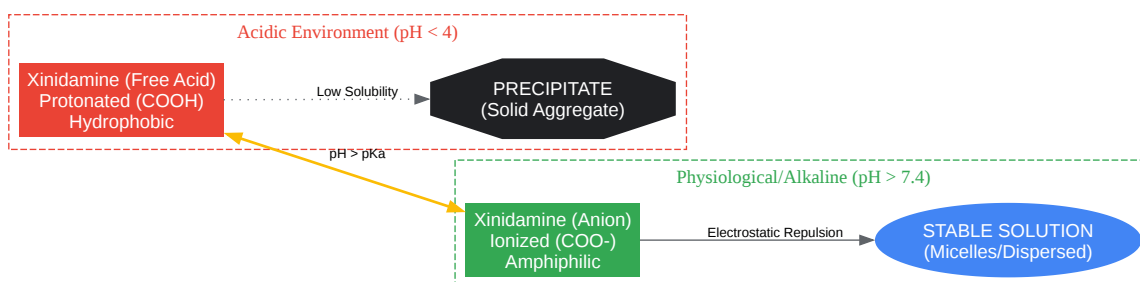 Acidic Environment (pH < 4)
Xinidamine (Free Acid)
Protonated (COOH)
Hydrophobic
Low Solubility
PRECIPITATE
(Solid Aggregate)
pH > pKa
Physiological/Alkaline (pH > 7.4)
Xinidamine (Anion)
Ionized (COO-)
Amphiphilic
Electrostatic Repulsion
STABLE SOLUTION
(Micelles/Dispersed)